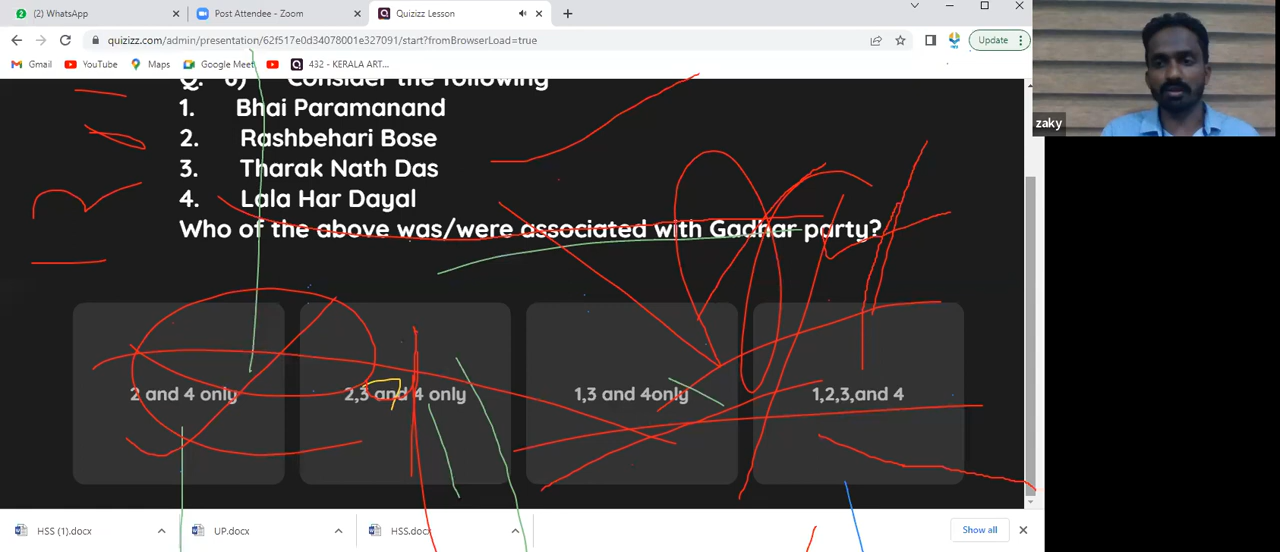 (2) WhatsApp
Post Attendee - Zoom
Quizizz Lesson
quizizz.com/admin/presentation/62f517e0d34078001e327091/start?fromBrowserLoad=true
Update
Gmail
YouTube
Maps
Google Meet
432 - KERALA ART...
zaky
Q. 6) Consider the following
1. Bhai Paramanand
2. Rashbehari Bose
3. Tharak Nath Das
4. Lala Har Dayal
Who of the above was/were associated with Gadhar party?
2 and 4 only
2,3 and 4 only
1,3 and 4only
1,2,3,and 4
HSS (1).docx
UP.docx
HSS.docx
Show all